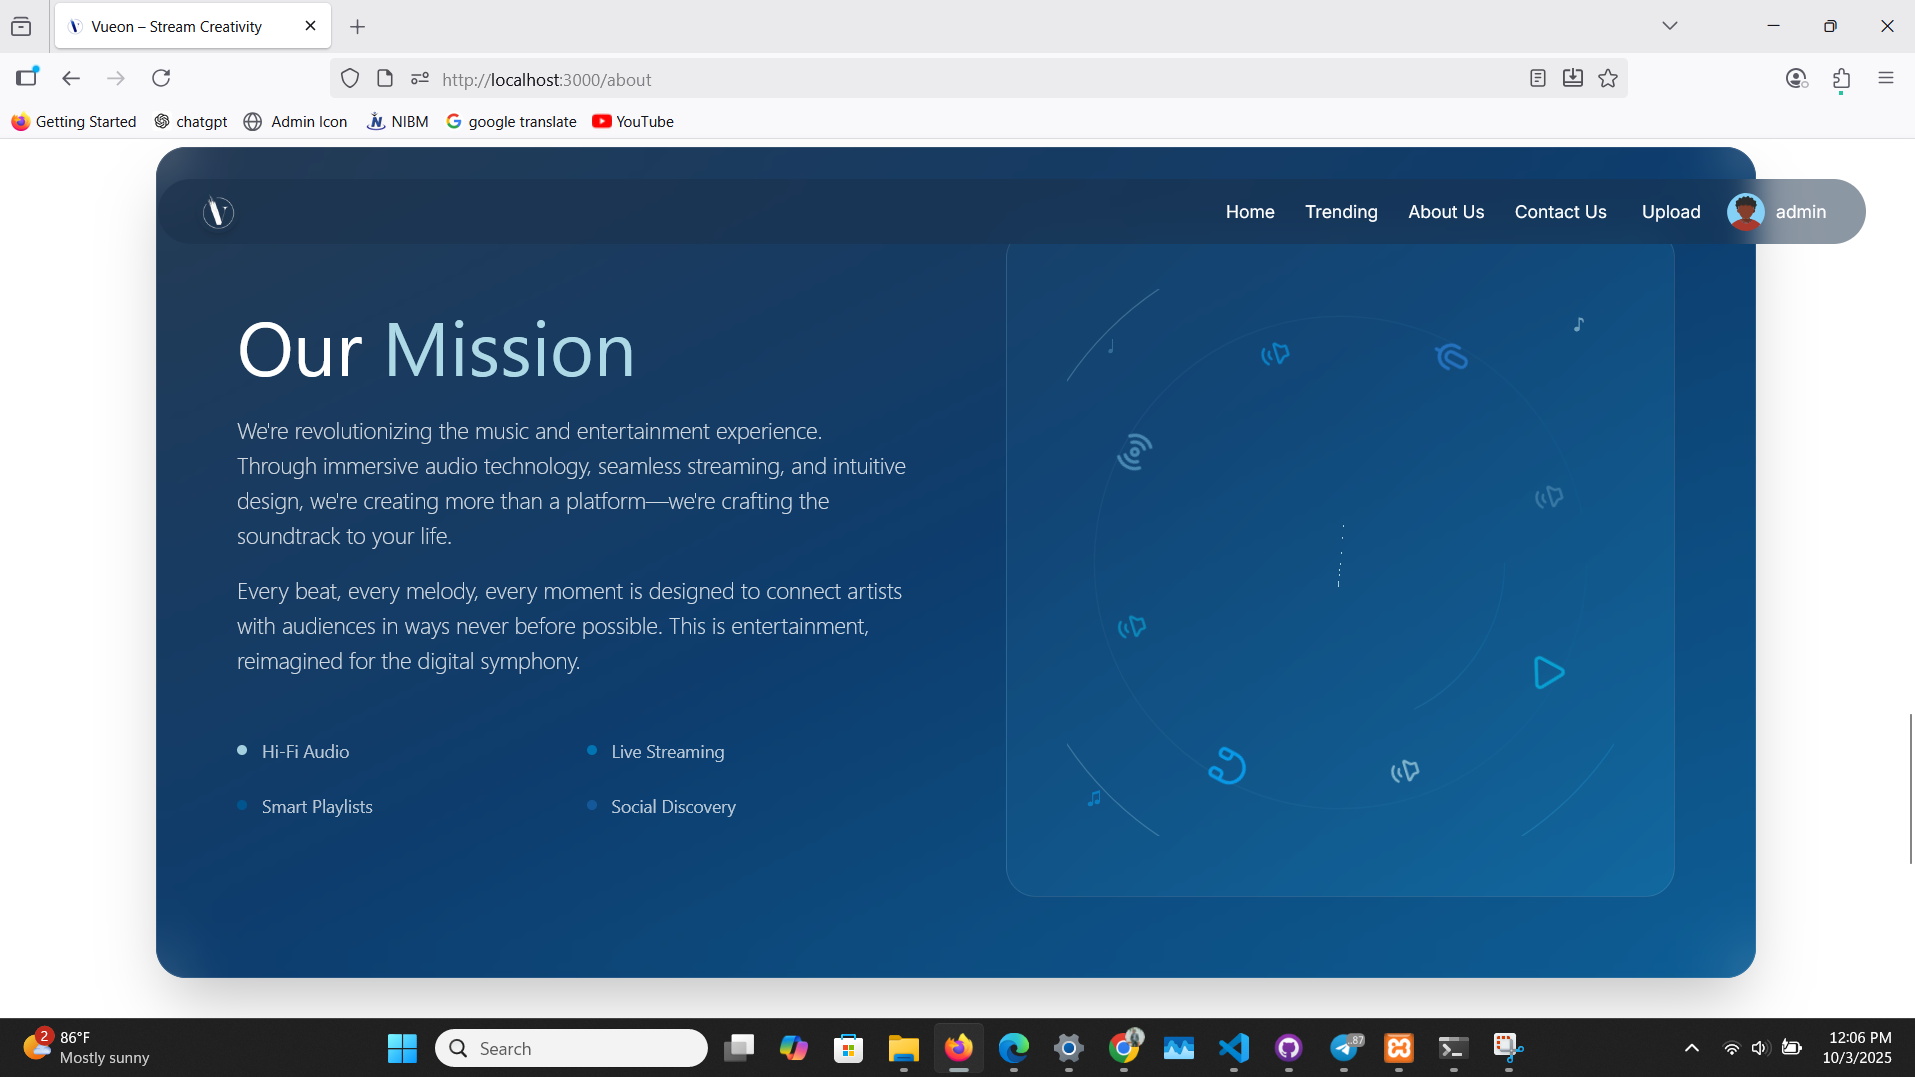 Vueon – Stream Creativity
http://localhost:3000/about
Getting Started
chatgpt
Admin Icon
NIBM
google translate
YouTube
Home
Trending
About Us
Contact Us
Upload
admin
Our Mission
We're revolutionizing the music and entertainment experience.
Through immersive audio technology, seamless streaming, and intuitive
design, we're creating more than a platform—we're crafting the
soundtrack to your life.
Every beat, every melody, every moment is designed to connect artists
with audiences in ways never before possible. This is entertainment,
reimagined for the digital symphony.
Hi-Fi Audio
Live Streaming
Smart Playlists
Social Discovery
2
86°F
Mostly sunny
Search
.87
12:06 PM
10/3/2025